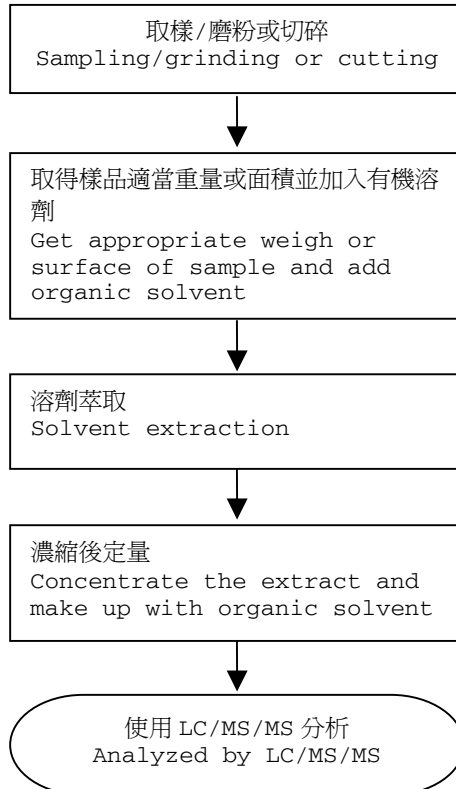 取樣/磨粉或切碎
Sampling/grinding or cutting
取得樣品適當重量或面積並加入有機溶
劑
Get appropriate weigh or
surface of sample and add
organic solvent
溶劑萃取
Solvent extraction
濃縮後定量
Concentrate the extract and
make up with organic solvent
使用 LC/MS/MS 分析
Analyzed by LC/MS/MS